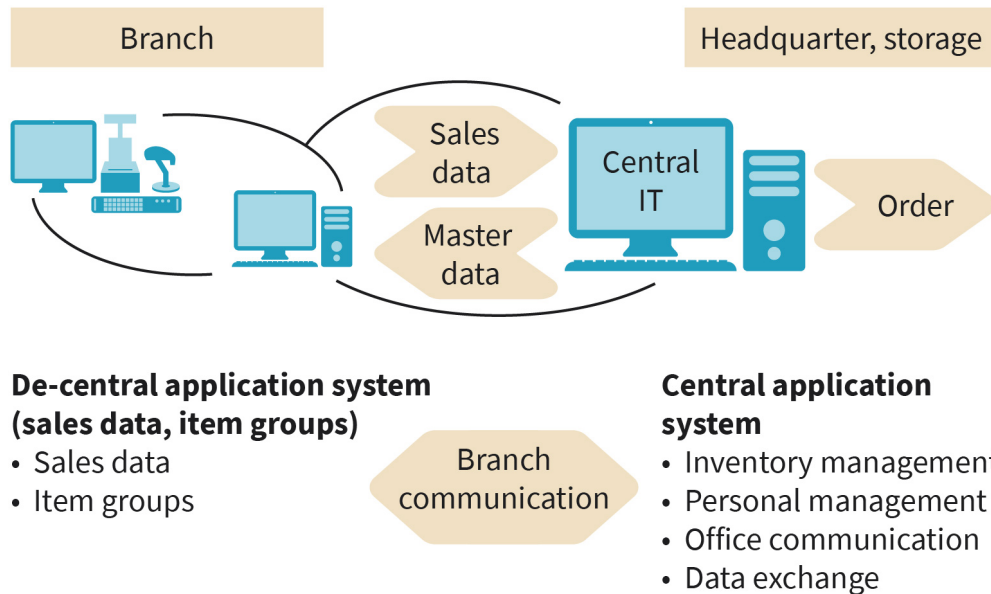 Branch
Headquarter, storage
Sales
data
Central
IT
Order
Master
data
De-central application system
(sales data, item groups)
• Sales data
• Item groups
Branch
communication
Central application
system
• Inventory management
• Personal management
• Office communication
• Data exchange